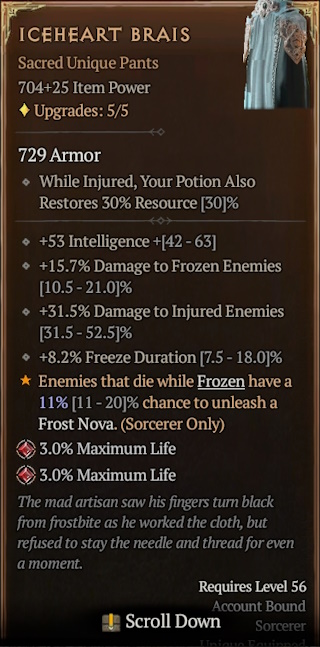 ICEHEART BRAIS
Sacred Unique Pants
704+25 Item Power
Upgrades: 5/5
729 Armor
While Injured, Your Potion Also
Restores 30% Resource [30]%
+53 Intelligence +[42 - 63]
+15.7% Damage to Frozen Enemies
[10.5 - 21.0]%
+31.5% Damage to Injured Enemies
[31.5 - 52.5]%
+8.2% Freeze Duration [7.5 - 18.0]%
Enemies that die while Frozen have a
11% [11 - 20]% chance to unleash a
Frost Nova. (Sorcerer Only)
3.0% Maximum Life
3.0% Maximum Life
The mad artisan saw his fingers turn black
from frostbite as he worked the cloth, but
refused to stay the needle and thread for even
a moment.
Requires Level 56
Account Bound
Scroll Down
Sorcerer
Unique Equipped